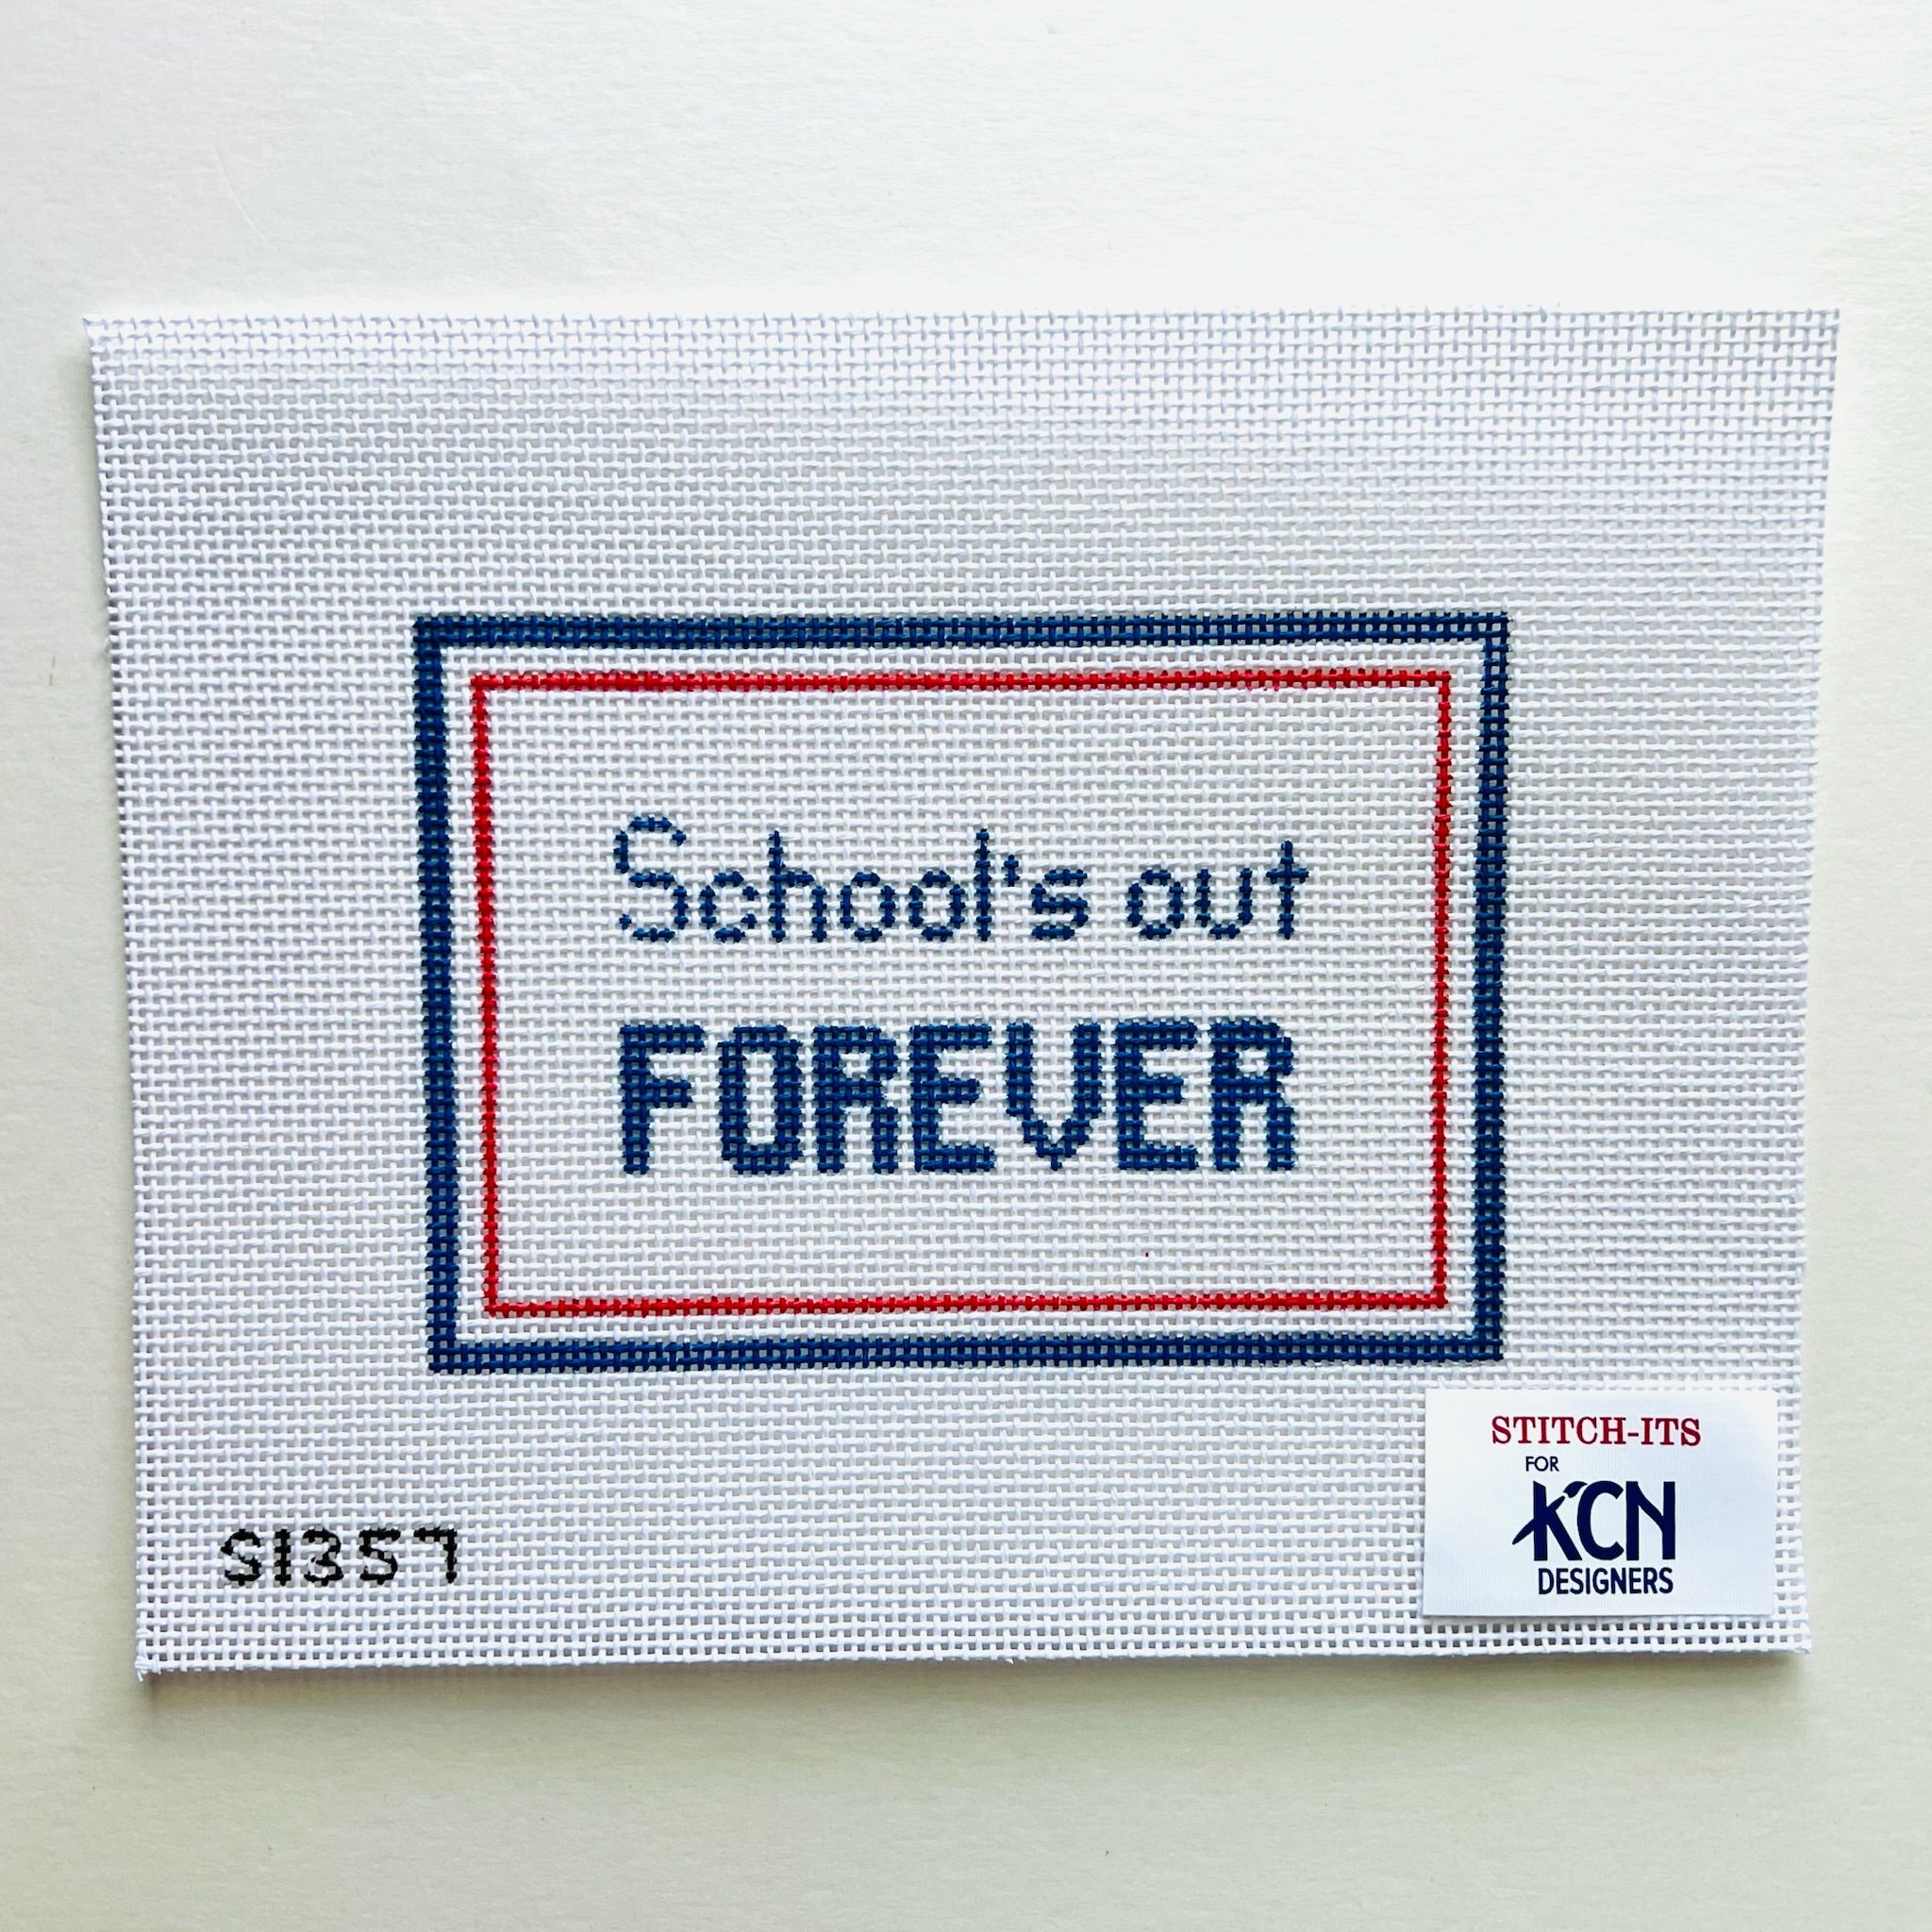 School's out
FOREVER
STITCH-ITS
FOR
KCN
DESIGNERS
S1357